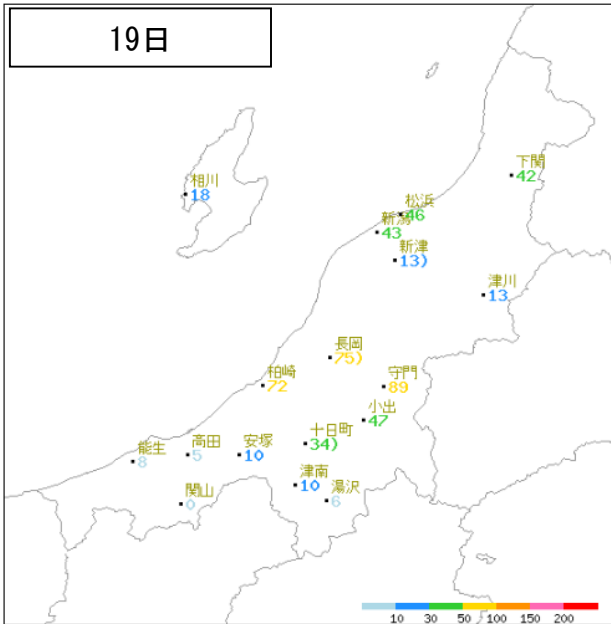 19日
下関
42
相川
18
松浜
46
新潟
43
新津
13)
津川
13
長岡
75)
柏崎
72
守門
89
小出
47
十日町
34)
能生
8
高田
5
安塚
10
津南
10
湯沢
6
関山
0
10 30 50 100 150 200